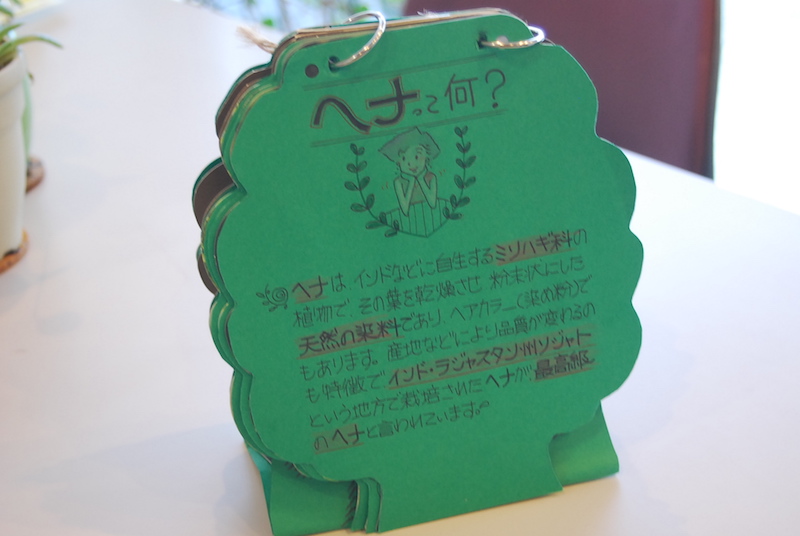 ヘナって何?
ヘナは、インドなどに自生するミソハギ科の
植物で、その葉を乾燥させ 粉末状にした
天然の染料であり、ヘアカラー(染め粉)で
もあります。産地などにより品質が変わるの
も特徴で インド・ラジャスタン州ソジャト
という地方で栽培されたヘナが 最高級
のヘナと言われています。